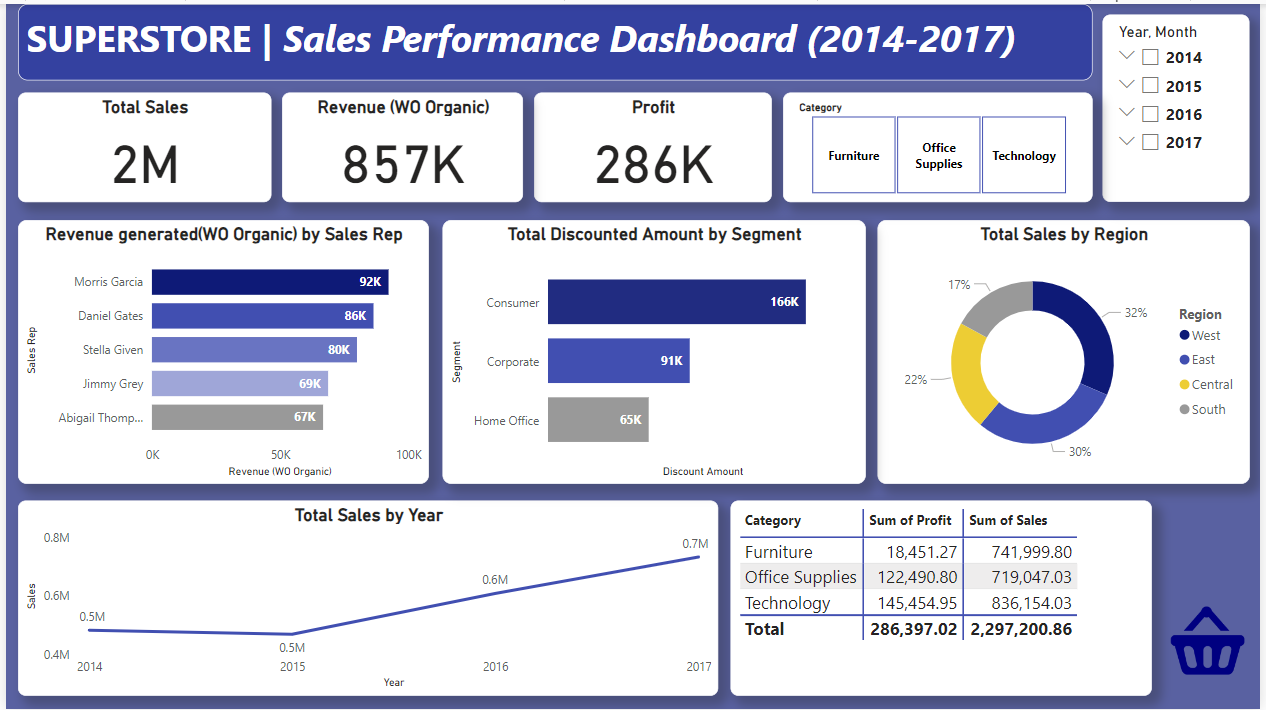 SUPERSTORE | Sales Performance Dashboard (2014-2017)
Year, Month
2014
2015
2016
2017
Total Sales
2M
Revenue (WO Organic)
857K
Profit
286K
Category
Furniture
Office
Supplies
Technology
Revenue generated(WO Organic) by Sales Rep
Sales Rep
Morris Garcia 92K
Daniel Gates 86K
Stella Given 80K
Jimmy Grey 69K
Abigail Thomp... 67K
0K 50K 100K
Revenue (WO Organic)
Total Discounted Amount by Segment
Segment
Consumer 166K
Corporate 91K
Home Office 65K
Discount Amount
Total Sales by Region
17%
32%
22%
30%
Region
West
East
Central
South
Total Sales by Year
Sales
0.8M
0.6M
0.4M
0.5M
0.5M
0.6M
0.7M
2014 2015 2016 2017
Year
Category Sum of Profit Sum of Sales
Furniture 18,451.27 741,999.80
Office Supplies 122,490.80 719,047.03
Technology 145,454.95 836,154.03
Total 286,397.02 2,297,200.86